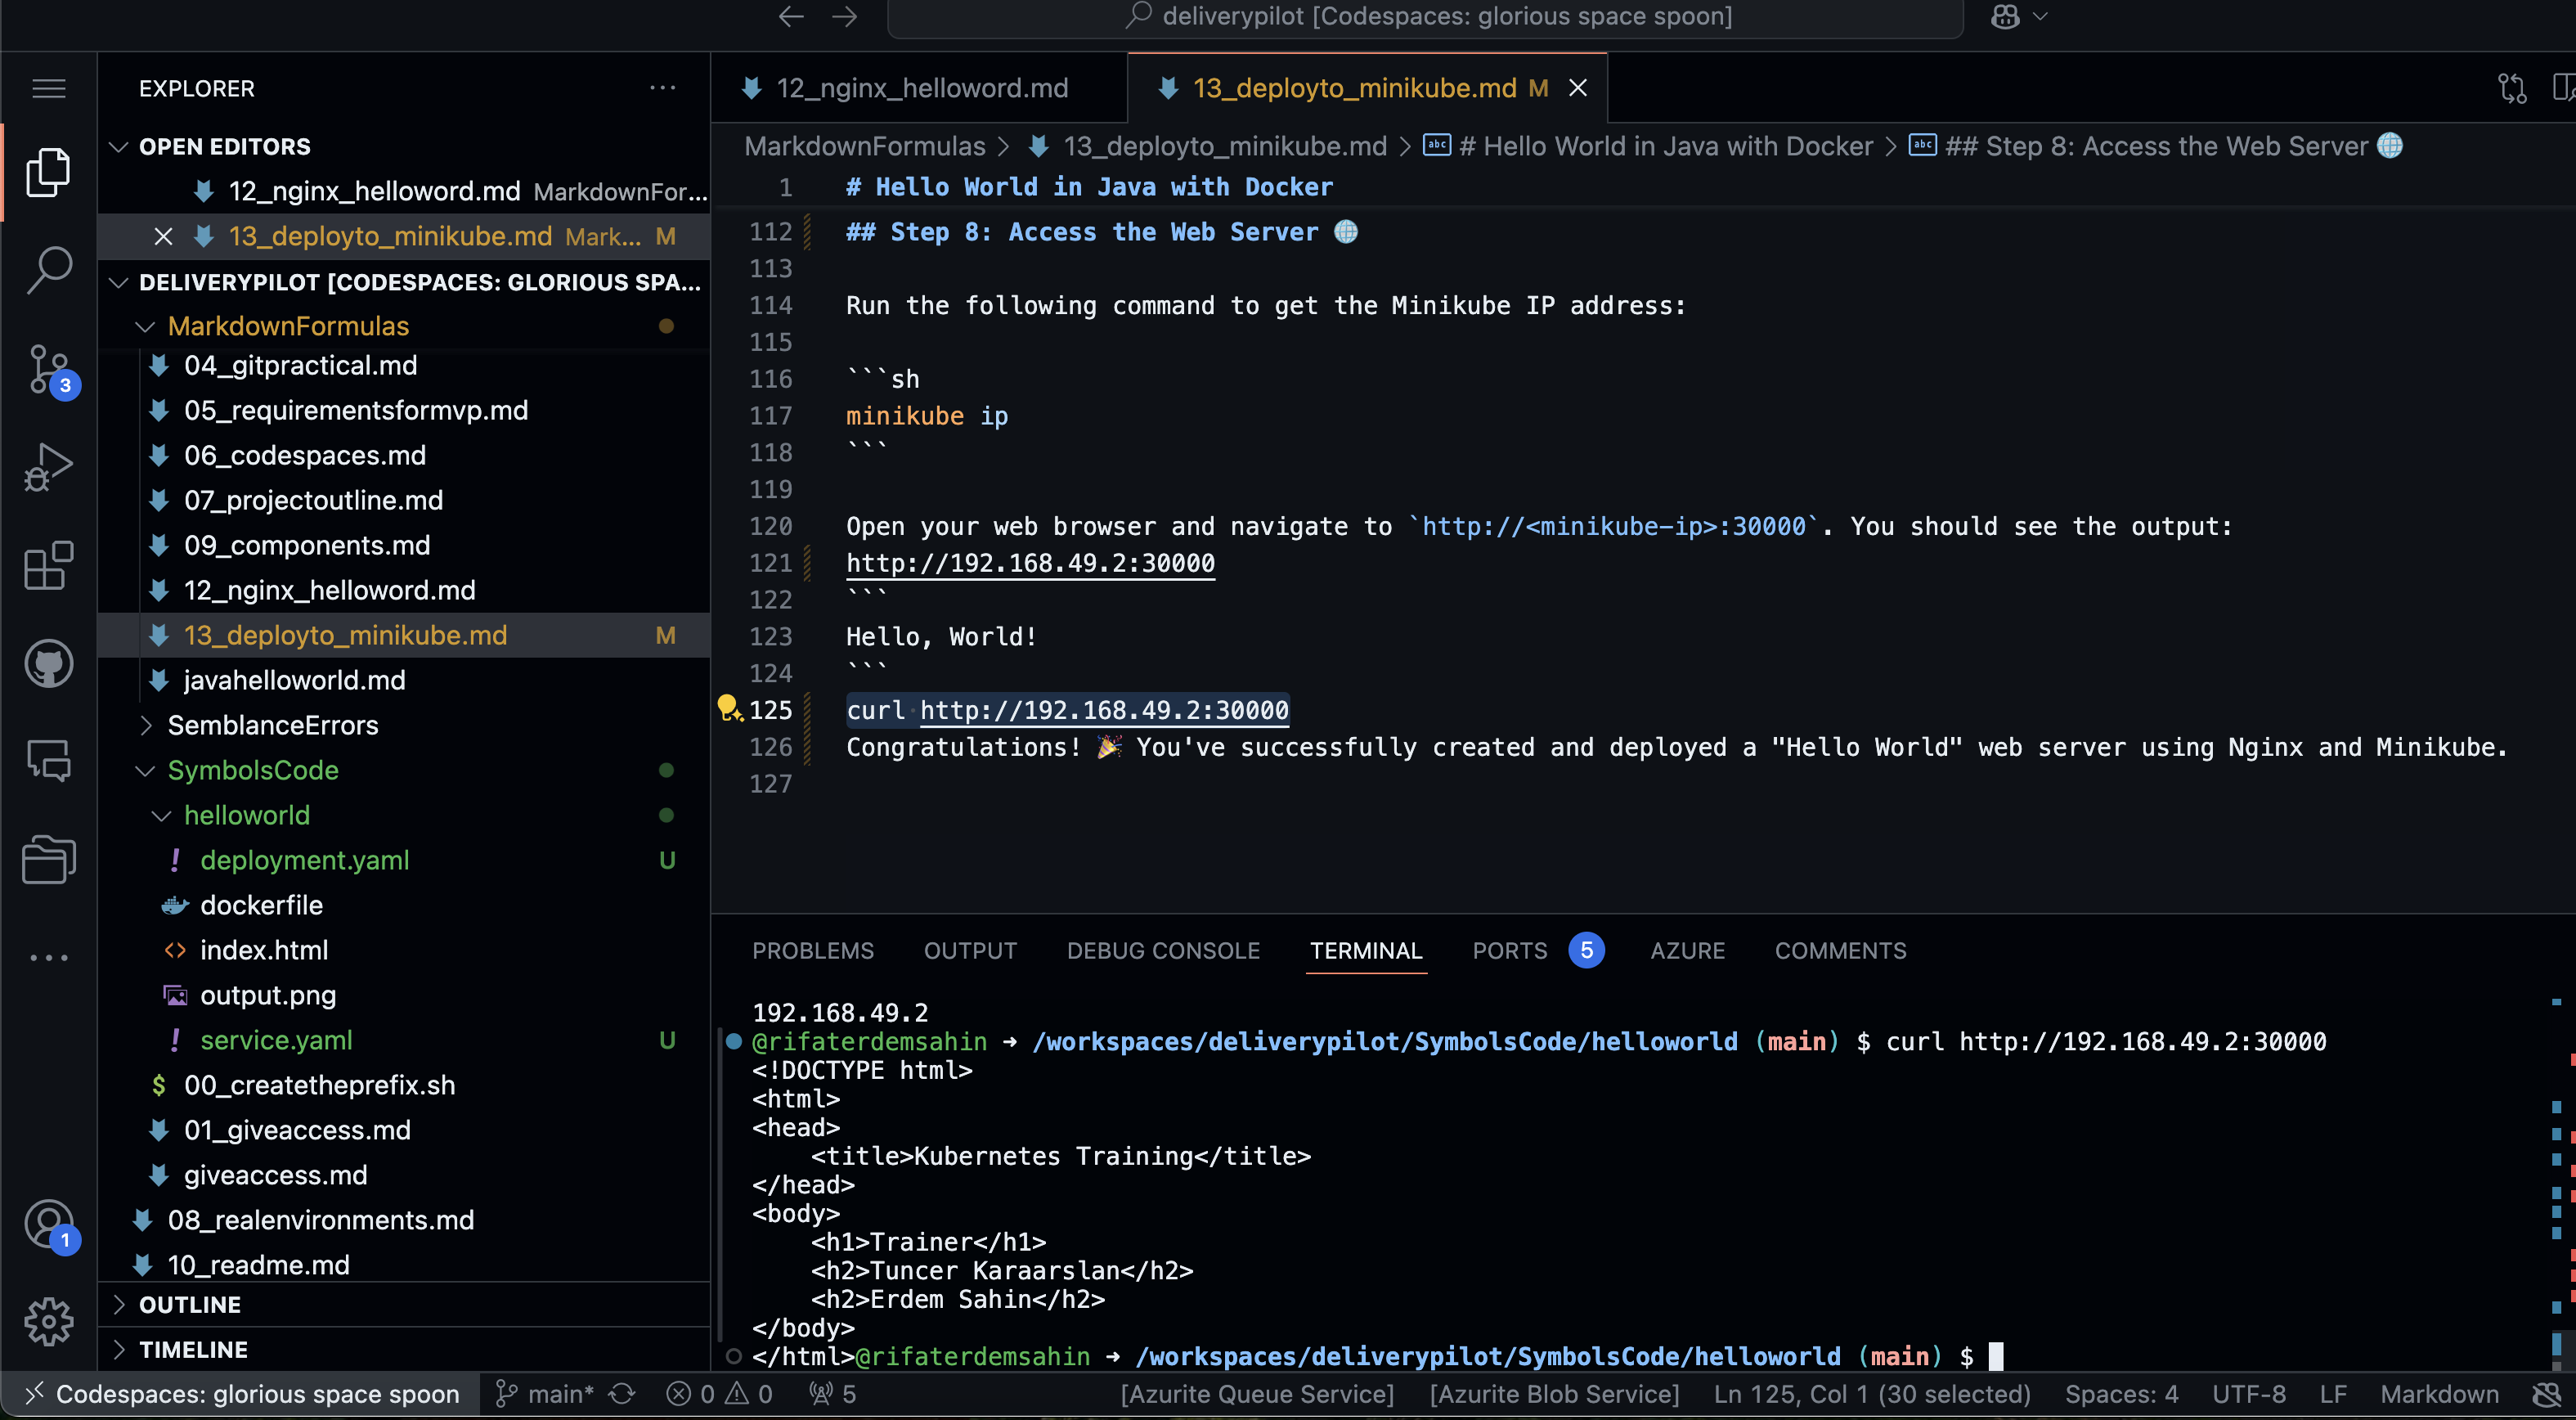 deliverypilot [Codespaces: glorious space spoon]
EXPLORER
OPEN EDITORS
12_nginx_helloword.md MarkdownFor...
13_deployto_minikube.md Mark... M
DELIVERYPILOT [CODESPACES: GLORIOUS SPA...
MarkdownFormulas
04_gitpractical.md
05_requirementsformvp.md
06_codespaces.md
07_projectoutline.md
09_components.md
12_nginx_helloword.md
13_deployto_minikube.md M
javahelloworld.md
SemblanceErrors
SymbolsCode
helloworld
deployment.yaml U
dockerfile
index.html
output.png
service.yaml U
00_createtheprefix.sh
01_giveaccess.md
giveaccess.md
08_realenvironments.md
10_readme.md
OUTLINE
TIMELINE
3
1
12_nginx_helloword.md
13_deployto_minikube.md M
MarkdownFormulas > 13_deployto_minikube.md > abc # Hello World in Java with Docker > abc ## Step 8: Access the Web Server 🌐
1 # Hello World in Java with Docker
112 ## Step 8: Access the Web Server 🌐
113
114 Run the following command to get the Minikube IP address:
115
116 ```sh
117 minikube ip
118 ```
119
120 Open your web browser and navigate to `http://<minikube-ip>:30000`. You should see the output:
121 http://192.168.49.2:30000
122 ```
123 Hello, World!
124 ```
125 curl http://192.168.49.2:30000
126 Congratulations! 🎉 You've successfully created and deployed a "Hello World" web server using Nginx and Minikube.
127
PROBLEMS OUTPUT DEBUG CONSOLE TERMINAL PORTS 5 AZURE COMMENTS
192.168.49.2
@rifaterdemsahin ➜ /workspaces/deliverypilot/SymbolsCode/helloworld (main) $ curl http://192.168.49.2:30000
<!DOCTYPE html>
<html>
<head>
    <title>Kubernetes Training</title>
</head>
<body>
    <h1>Trainer</h1>
    <h2>Tuncer Karaarslan</h2>
    <h2>Erdem Sahin</h2>
</body>
</html>@rifaterdemsahin ➜ /workspaces/deliverypilot/SymbolsCode/helloworld (main) $
Codespaces: glorious space spoon main* 0 0 5 [Azurite Queue Service] [Azurite Blob Service] Ln 125, Col 1 (30 selected) Spaces: 4 UTF-8 LF Markdown